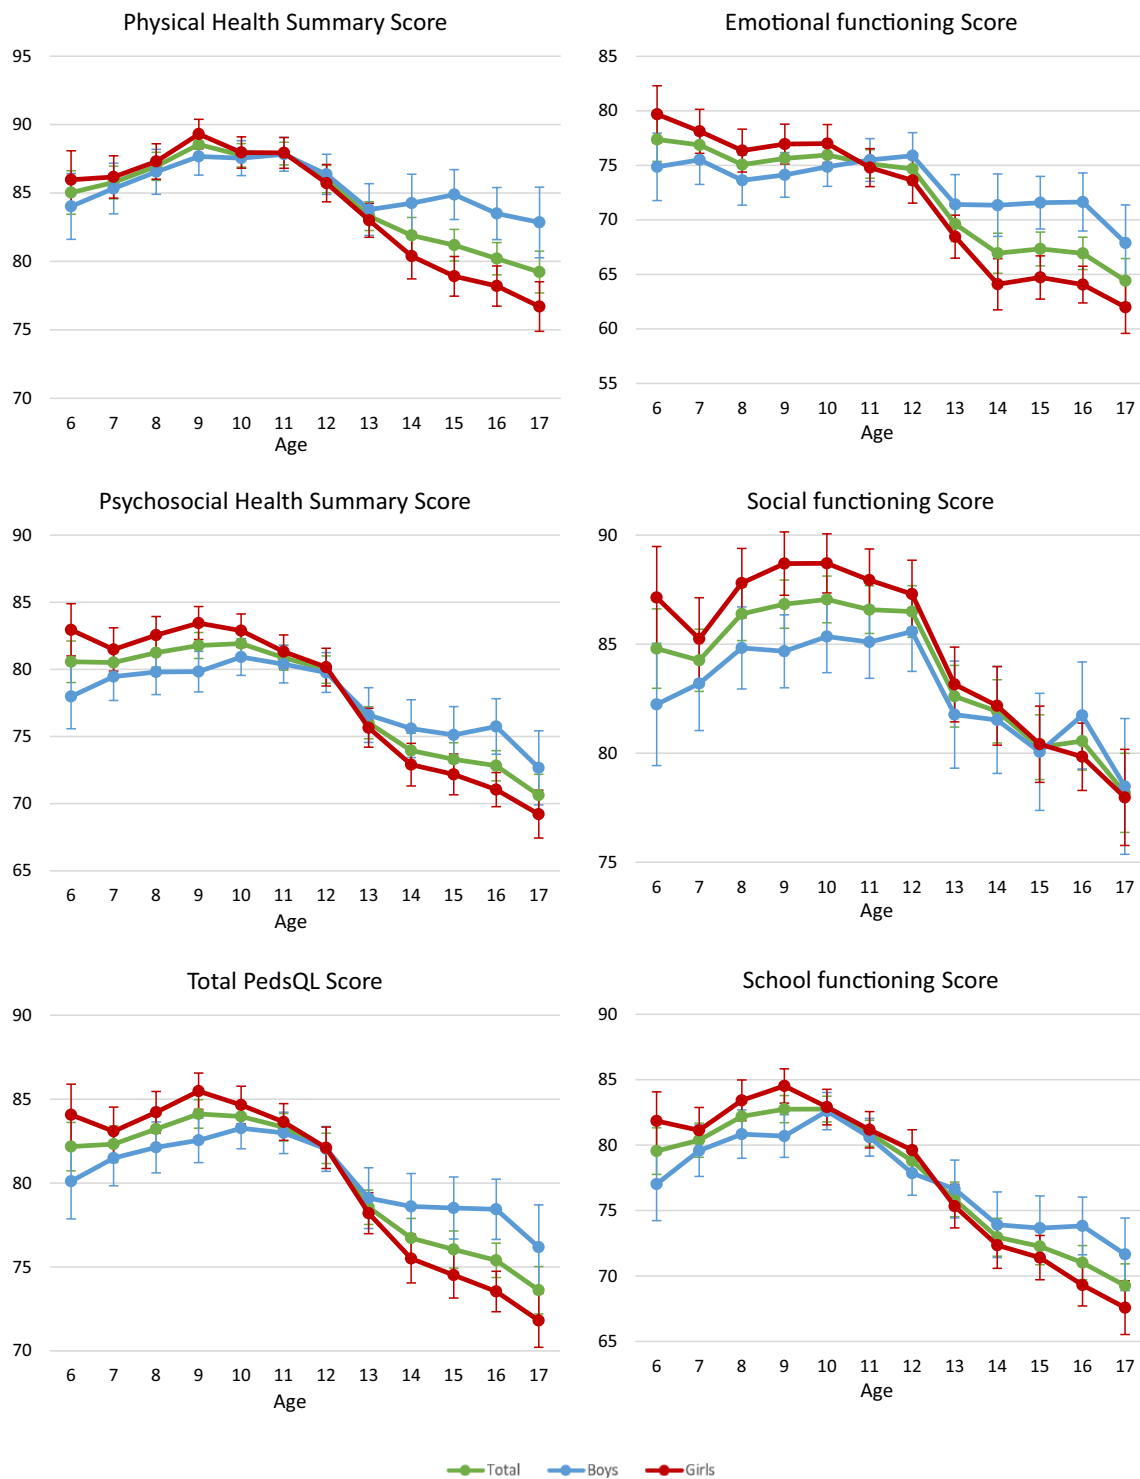 Physical Health Summary Score
95
90
85
80
75
70
6 7 8 9 10 11 12 13 14 15 16 17
Age
Emotional functioning Score
85
80
75
70
65
60
55
6 7 8 9 10 11 12 13 14 15 16 17
Age
Psychosocial Health Summary Score
90
85
80
75
70
65
6 7 8 9 10 11 12 13 14 15 16 17
Age
Social functioning Score
90
85
80
75
6 7 8 9 10 11 12 13 14 15 16 17
Age
Total PedsQL Score
90
85
80
75
70
6 7 8 9 10 11 12 13 14 15 16 17
Age
School functioning Score
90
85
80
75
70
65
6 7 8 9 10 11 12 13 14 15 16 17
Age
Total Boys Girls